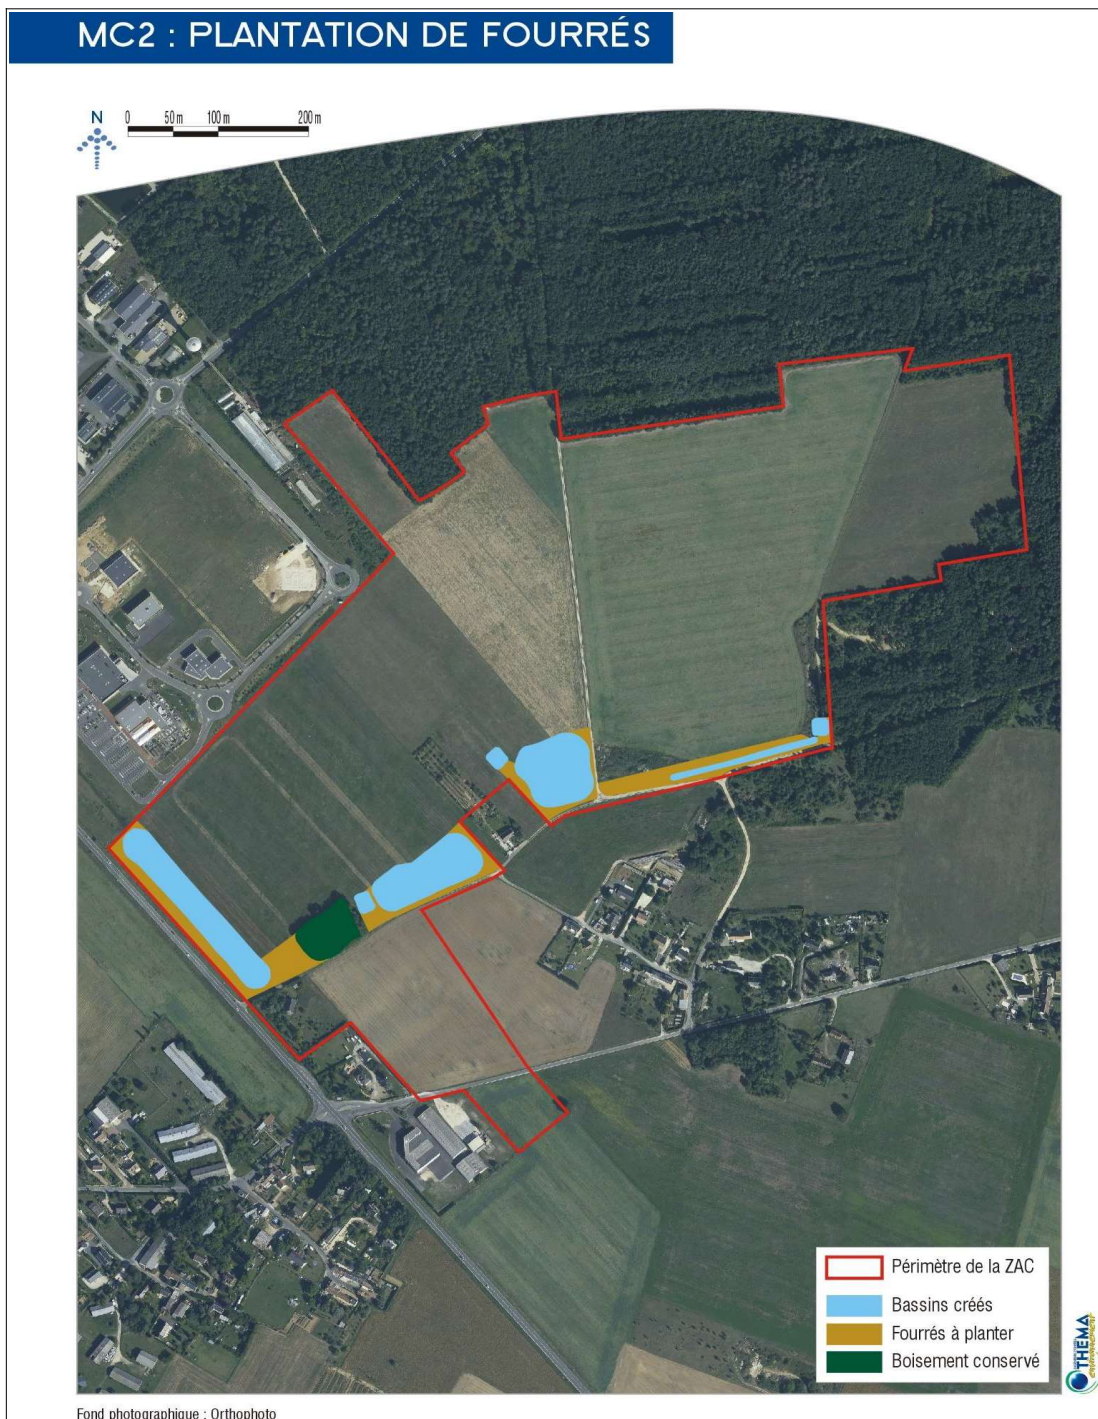 MC2 : PLANTATION DE FOURRÉS
N
0 50 m 100 m 200 m
Périmètre de la ZAC
Bassins créés
Fourrés à planter
Boisement conservé
THEMA
Fond photographique : Orthophoto